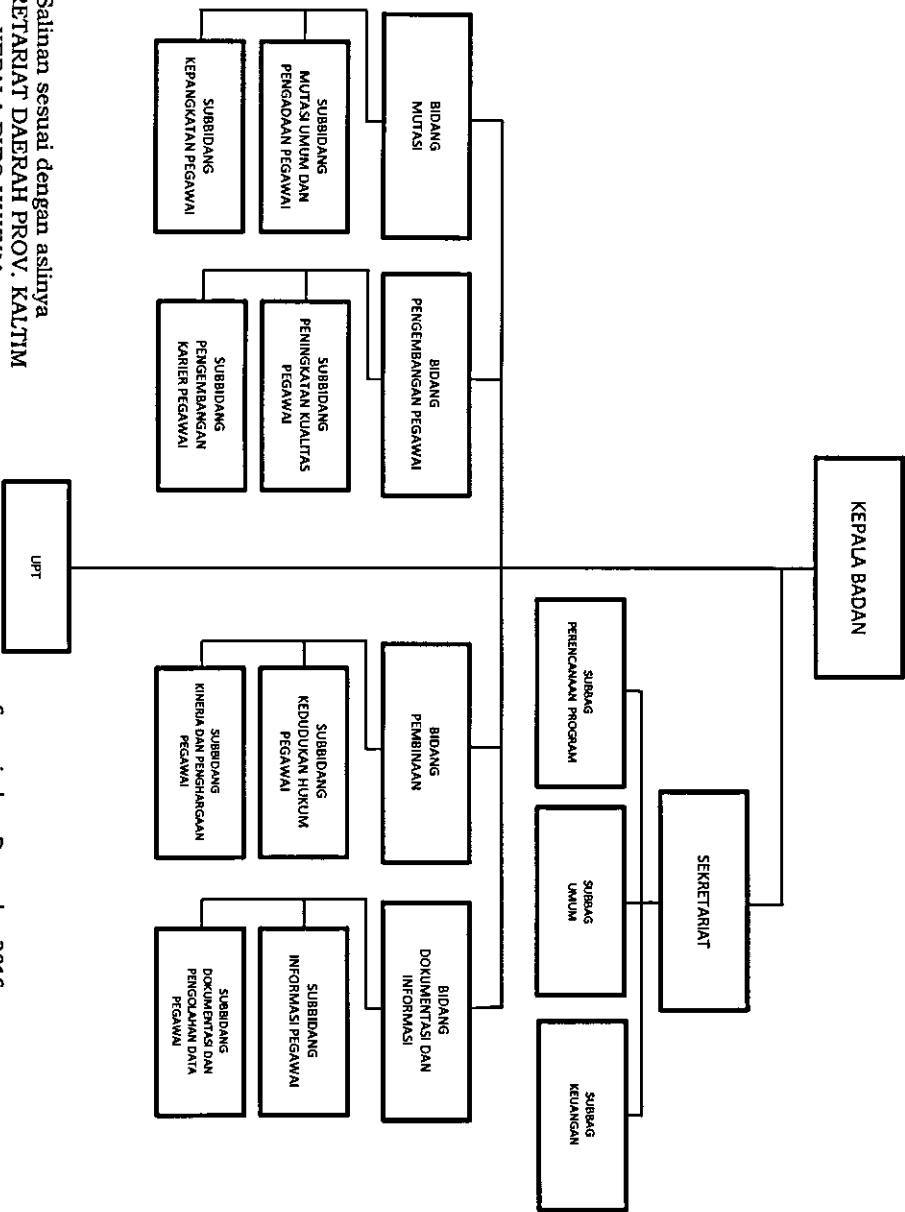 KEPALA BADAN
SEKRETARIAT
SUBBAG
PERENCANAAN PROGRAM
SUBBAG
UMUM
SUBBAG
KEUANGAN
BIDANG
MUTASI
BIDANG
PENGEMBANGAN PEGAWAI
BIDANG
PEMBINAAN
BIDANG
DOKUMENTASI DAN
INFORMASI
SUBBIDANG
MUTASI UMUM DAN
PENGADAAN PEGAWAI
SUBBIDANG
PENINGKATAN KUALITAS
PEGAWAI
SUBBIDANG
KEDUDUKAN HUKUM
PEGAWAI
SUBBIDANG
INFORMASI PEGAWAI
SUBBIDANG
KEPANGKATAN PEGAWAI
SUBBIDANG
PENGEMBANGAN
KARIER PEGAWAI
SUBBIDANG
KINERJA DAN PENGHARGAAN
PEGAWAI
SUBBIDANG
DOKUMENTASI DAN
PENGOLAHAN DATA
PEGAWAI
UPT
Salinan sesuai dengan aslinya
RETARIAT DAERAH PROV. KALTIM